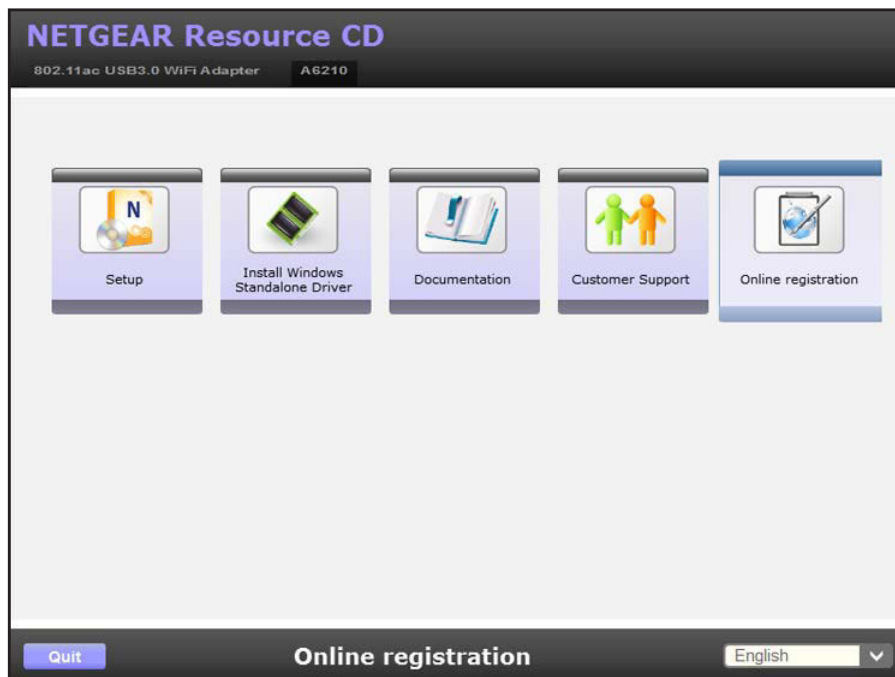 NETGEAR Resource CD
802.11ac USB3.0 WiFi Adapter A6210
N
Setup
Install Windows
Standalone Driver
Documentation
Customer Support
Online registration
Quit
Online registration
English